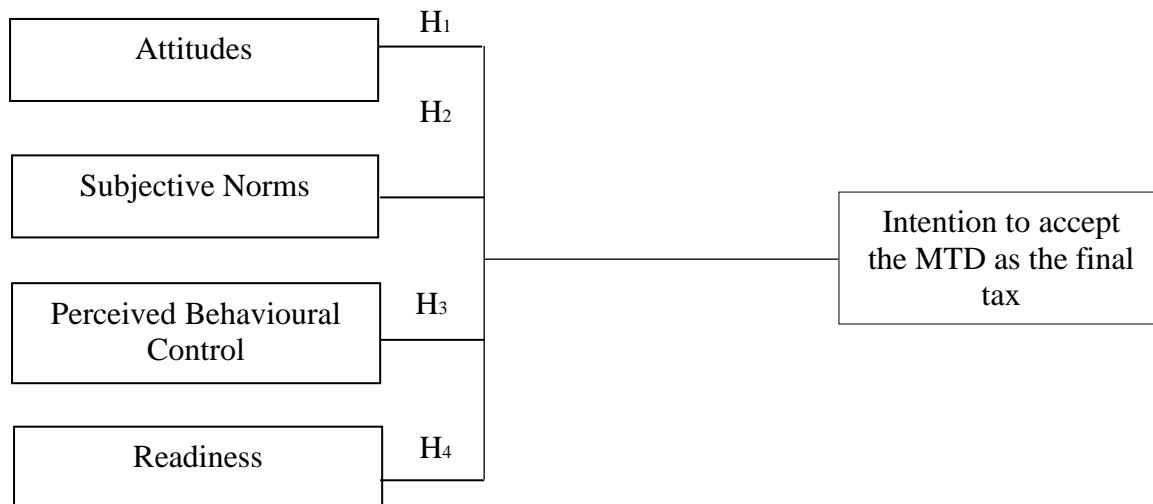 H1
Attitudes
H2
Subjective Norms
Intention to accept
the MTD as the final
tax
H3
Perceived Behavioural
Control
H4
Readiness